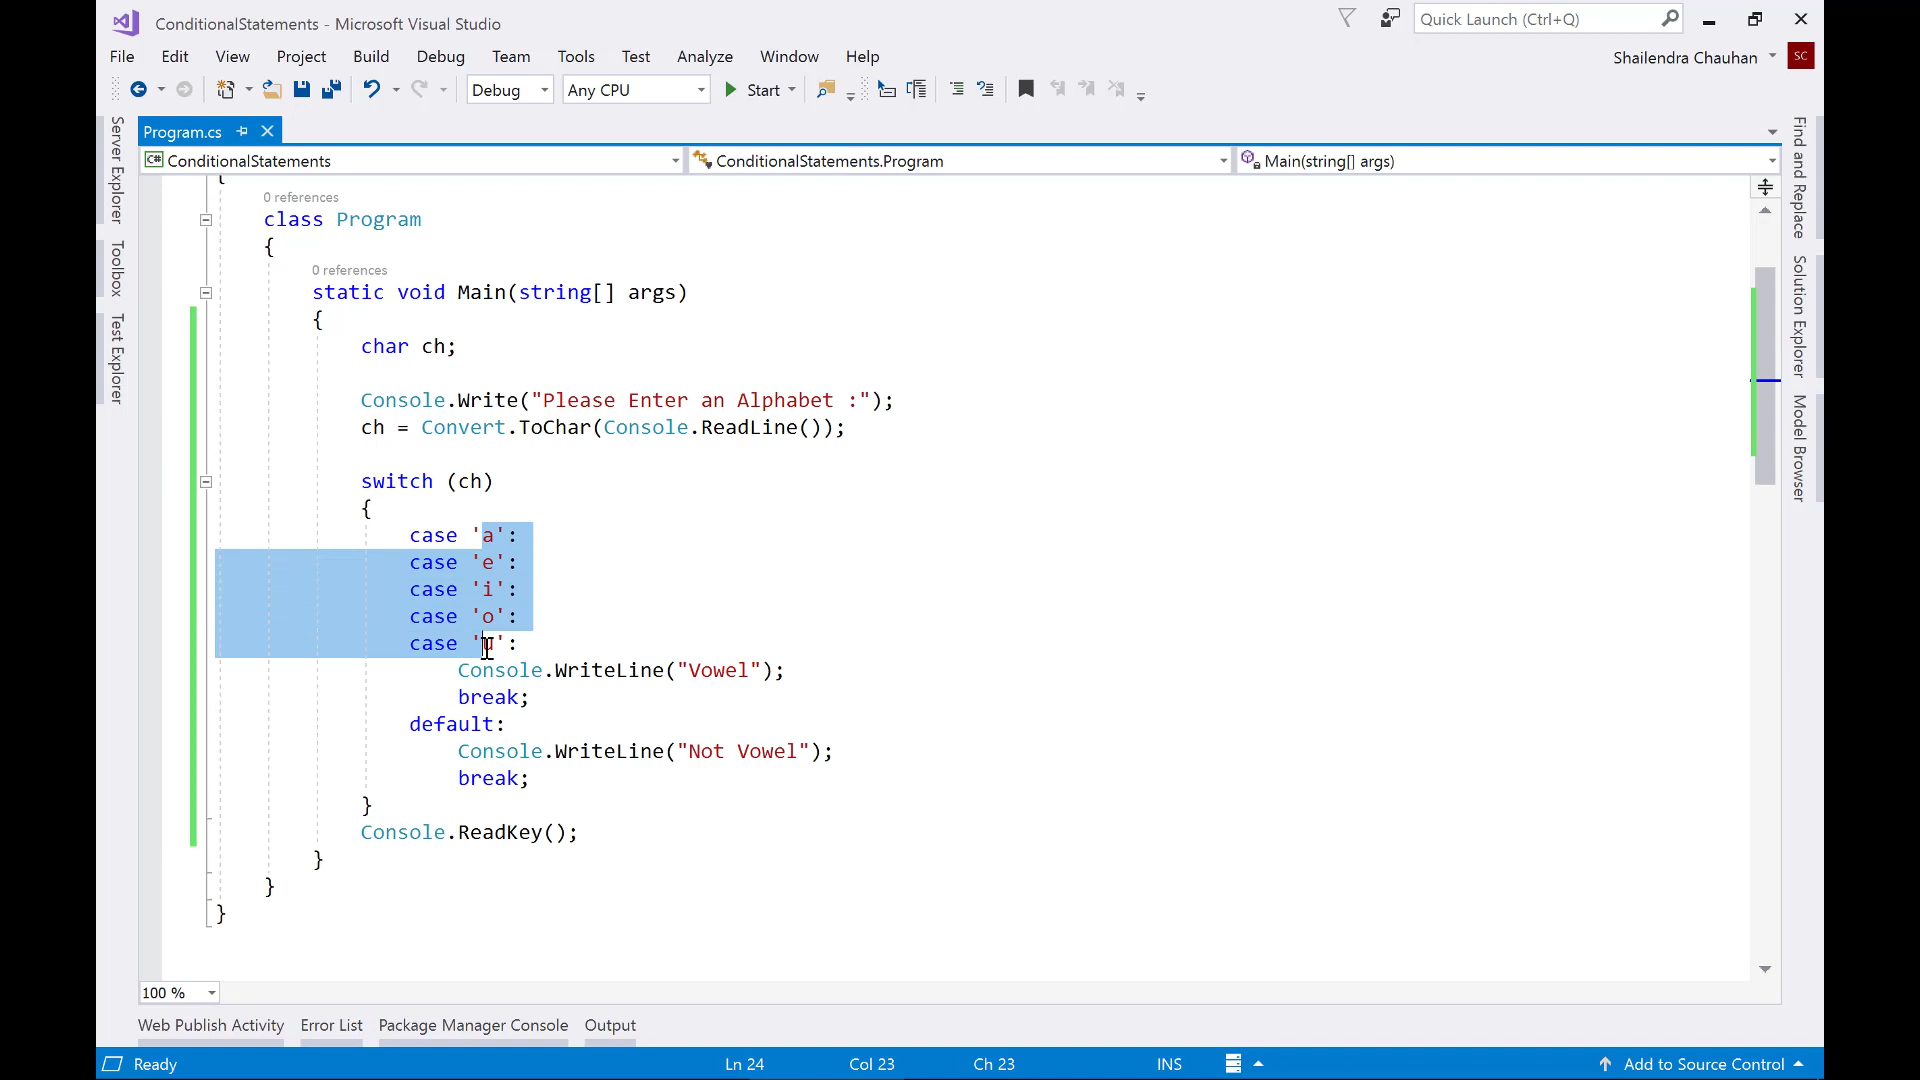 ConditionalStatements - Microsoft Visual Studio
Quick Launch (Ctrl+Q)
File Edit View Project Build Debug Team Tools Test Analyze Window Help
Shailendra Chauhan SC
Debug Any CPU Start
Program.cs
C# ConditionalStatements ConditionalStatements.Program Main(string[] args)
Server Explorer
Toolbox
Test Explorer
{
0 references
class Program
{
0 references
static void Main(string[] args)
{
char ch;
Console.Write("Please Enter an Alphabet :");
ch = Convert.ToChar(Console.ReadLine());
switch (ch)
{
case 'a':
case 'e':
case 'i':
case 'o':
case 'u':
Console.WriteLine("Vowel");
break;
default:
Console.WriteLine("Not Vowel");
break;
}
Console.ReadKey();
}
}
}
Find and Replace
Solution Explorer
Model Browser
100 %
Web Publish Activity Error List Package Manager Console Output
Ready Ln 24 Col 23 Ch 23 INS Add to Source Control